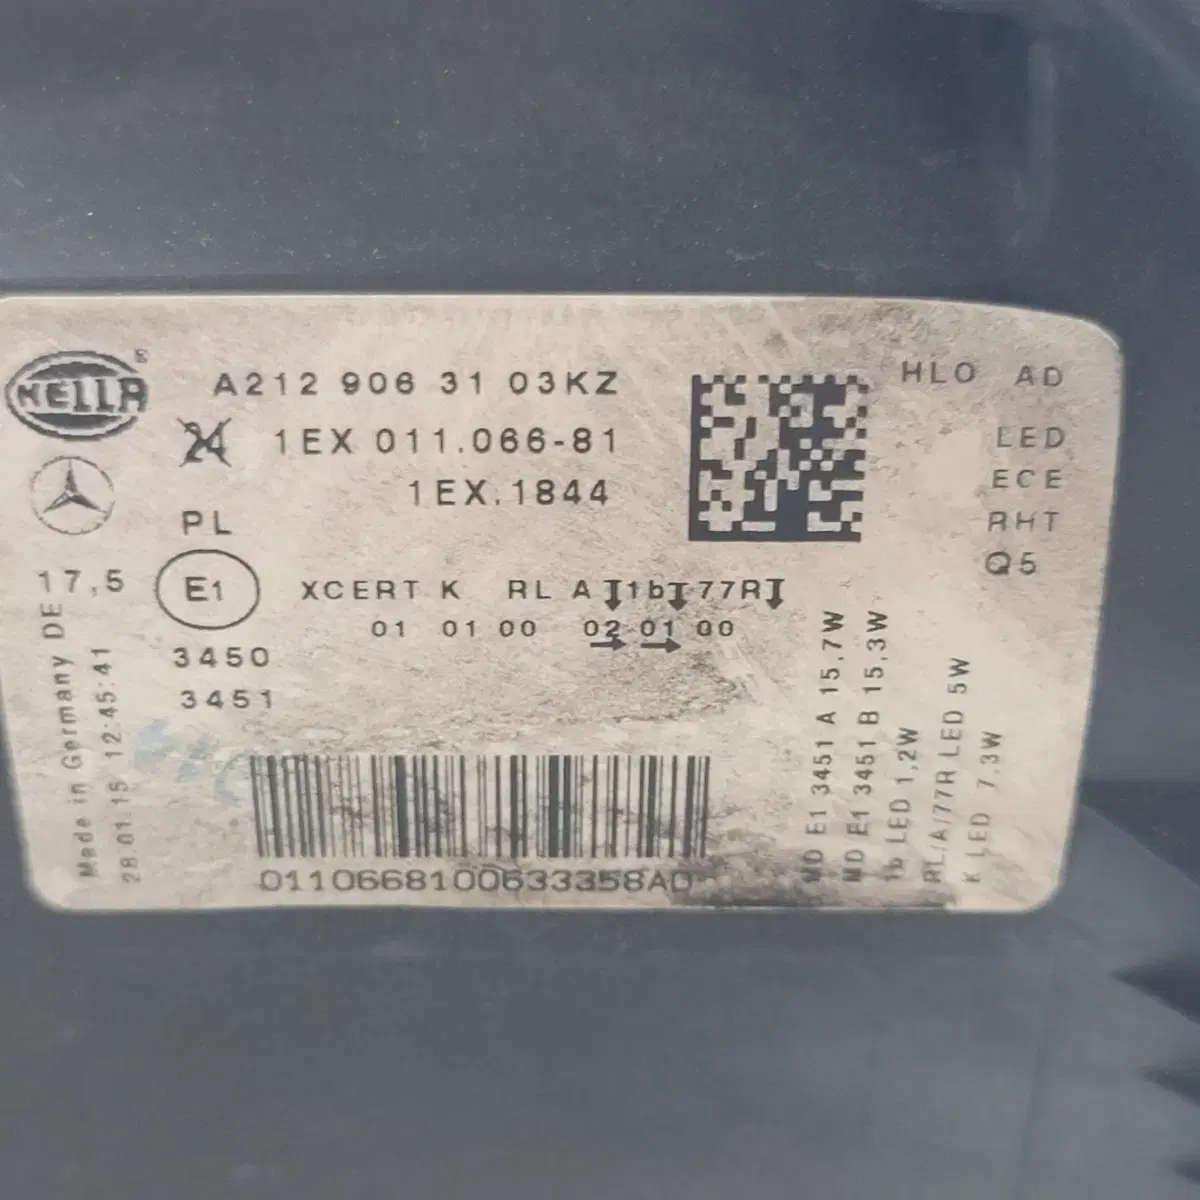 HELLA ®
A212 906 31 03KZ
24 1EX 011.066-81
1EX.1844
PL
HLO AD
LED
ECE
RHT
Q5
17,5
E1
XCERT K RL A 1b 77R
01 01 00 02 01 00
3450
3451
Made in Germany DE
28.01.15 12:45:41
0110668100633358AD
MD E1 3451 A 15,7W
MD E1 3451 B 15,3W
1b LED 1,2W
RL/A/77R LED 5W
K LED 7,3W